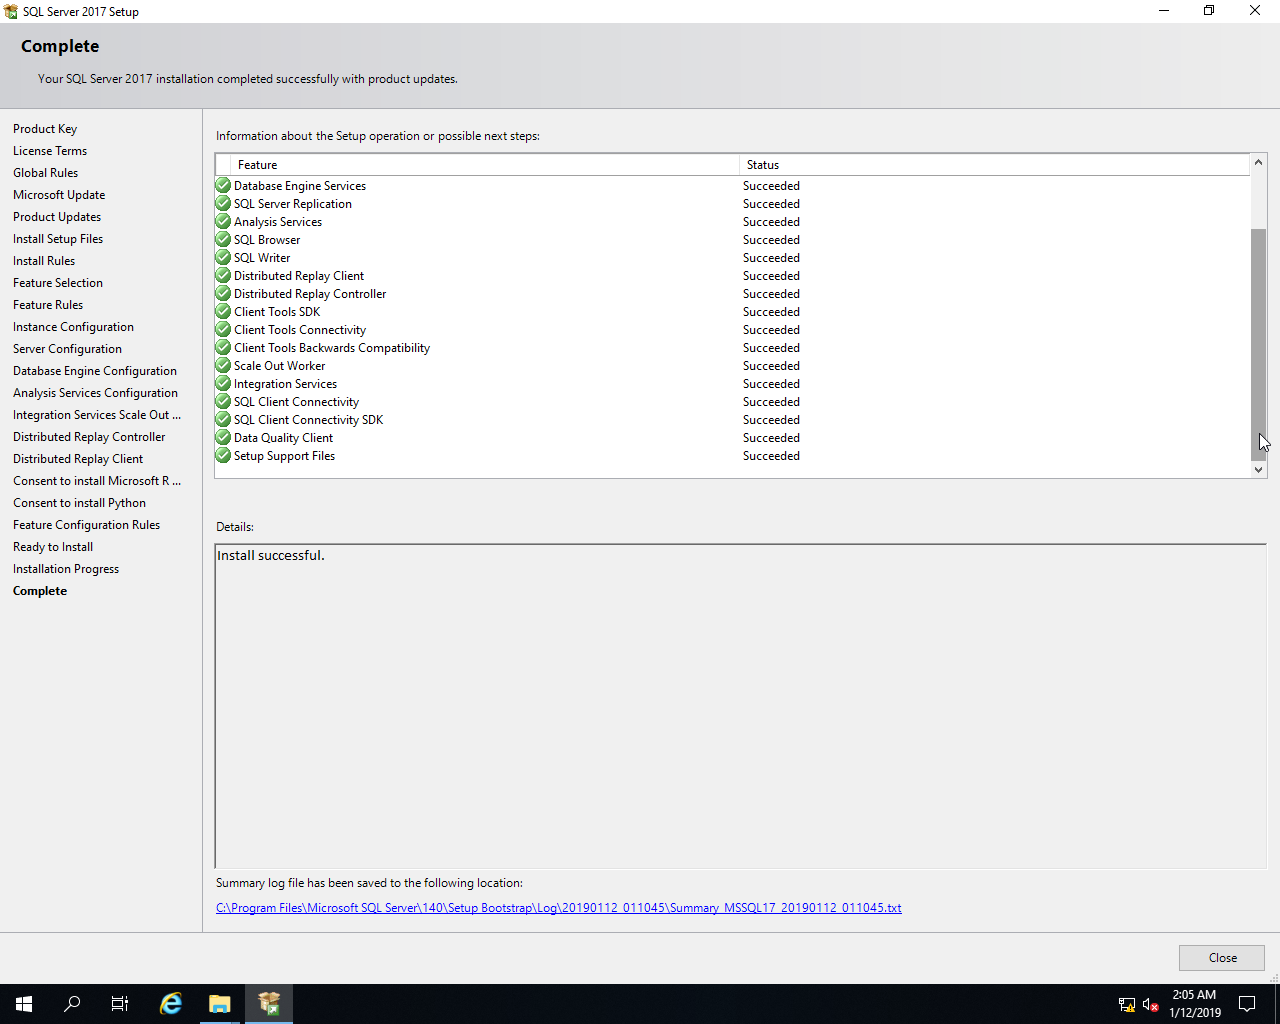 SQL Server 2017 Setup
Complete
Your SQL Server 2017 installation completed successfully with product updates.
Product Key
License Terms
Global Rules
Microsoft Update
Product Updates
Install Setup Files
Install Rules
Feature Selection
Feature Rules
Instance Configuration
Server Configuration
Database Engine Configuration
Analysis Services Configuration
Integration Services Scale Out ...
Distributed Replay Controller
Distributed Replay Client
Consent to install Microsoft R ...
Consent to install Python
Feature Configuration Rules
Ready to Install
Installation Progress
Complete
Information about the Setup operation or possible next steps:
Feature Status
Database Engine Services Succeeded
SQL Server Replication Succeeded
Analysis Services Succeeded
SQL Browser Succeeded
SQL Writer Succeeded
Distributed Replay Client Succeeded
Distributed Replay Controller Succeeded
Client Tools SDK Succeeded
Client Tools Connectivity Succeeded
Client Tools Backwards Compatibility Succeeded
Scale Out Worker Succeeded
Integration Services Succeeded
SQL Client Connectivity Succeeded
SQL Client Connectivity SDK Succeeded
Data Quality Client Succeeded
Setup Support Files Succeeded
Details:
Install successful.
Summary log file has been saved to the following location:
C:\Program Files\Microsoft SQL Server\140\Setup Bootstrap\Log\20190112_011045\Summary_MSSQL17_20190112_011045.txt
Close
2:05 AM
1/12/2019